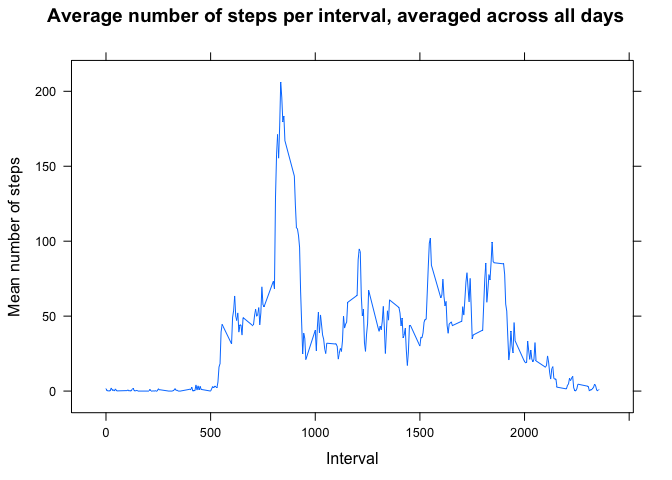 Average number of steps per interval, averaged across all days
200
150
100
50
0
Mean number of steps
0 500 1000 1500 2000
Interval